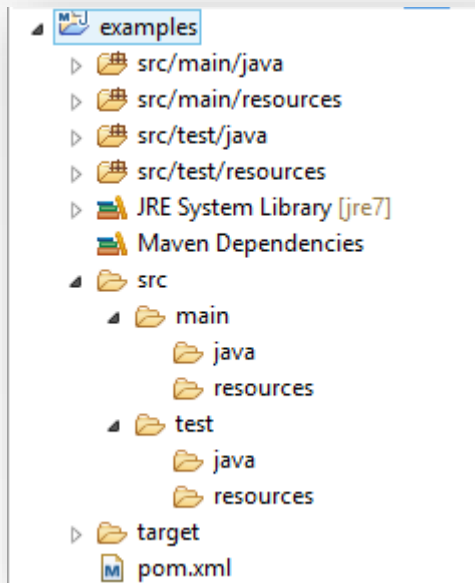 examples
src/main/java
src/main/resources
src/test/java
src/test/resources
JRE System Library [jre7]
Maven Dependencies
src
main
java
resources
test
java
resources
target
pom.xml